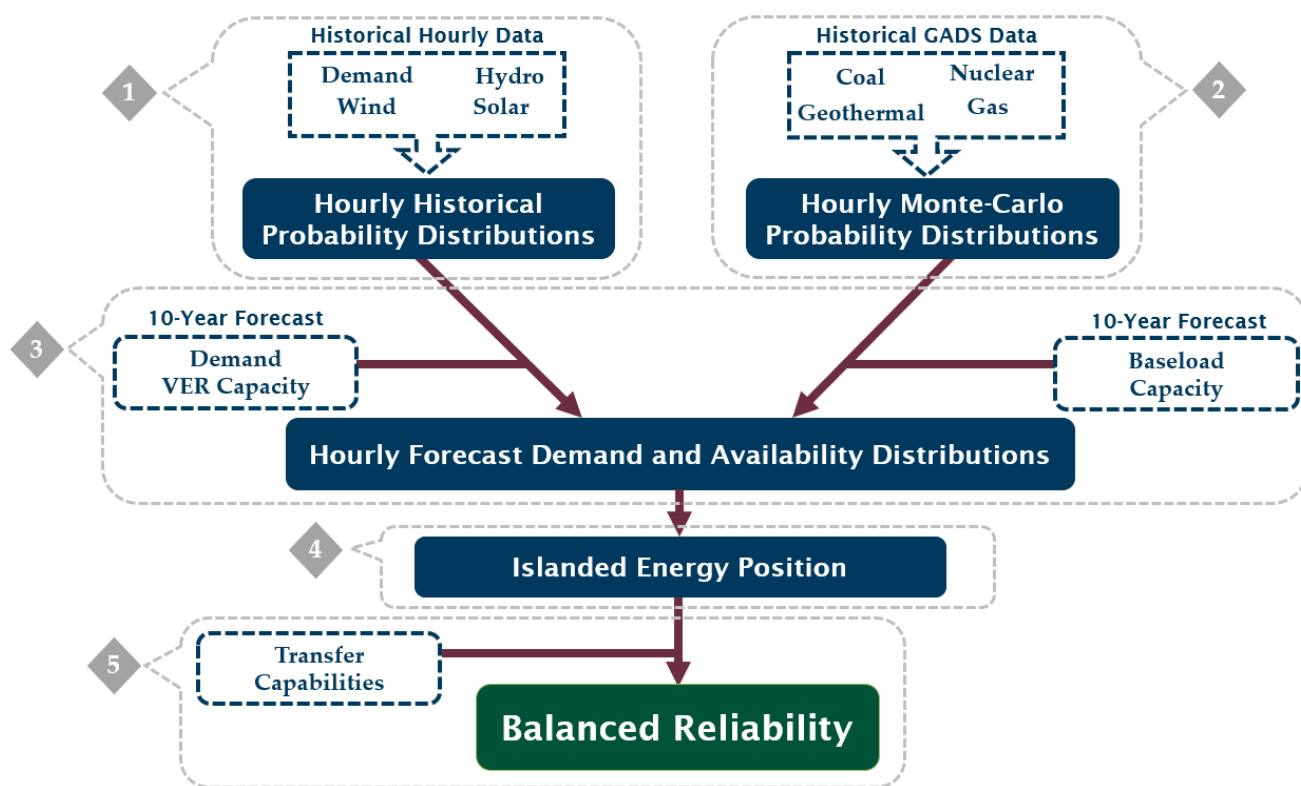 Historical Hourly Data
Demand Hydro
Wind Solar
1
Hourly Historical
Probability Distributions
Historical GADS Data
Coal Nuclear
Geothermal Gas
2
Hourly Monte-Carlo
Probability Distributions
3
10-Year Forecast
Demand
VER Capacity
10-Year Forecast
Baseload
Capacity
Hourly Forecast Demand and Availability Distributions
4
Islanded Energy Position
5
Transfer
Capabilities
Balanced Reliability